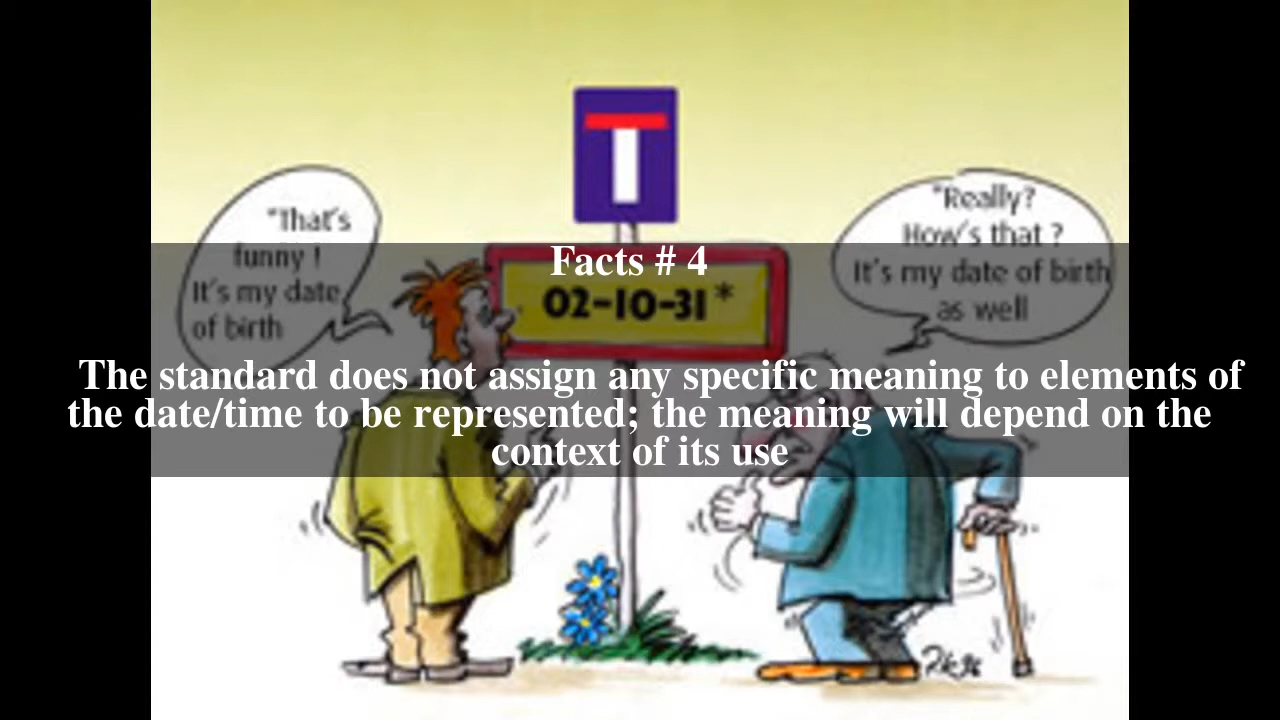 "That's
funny !
It's my date
of birth
"Really?
How's that ?
It's my date of birth
as well
Facts # 4
02-10-31*
The standard does not assign any specific meaning to elements of
the date/time to be represented; the meaning will depend on the
context of its use